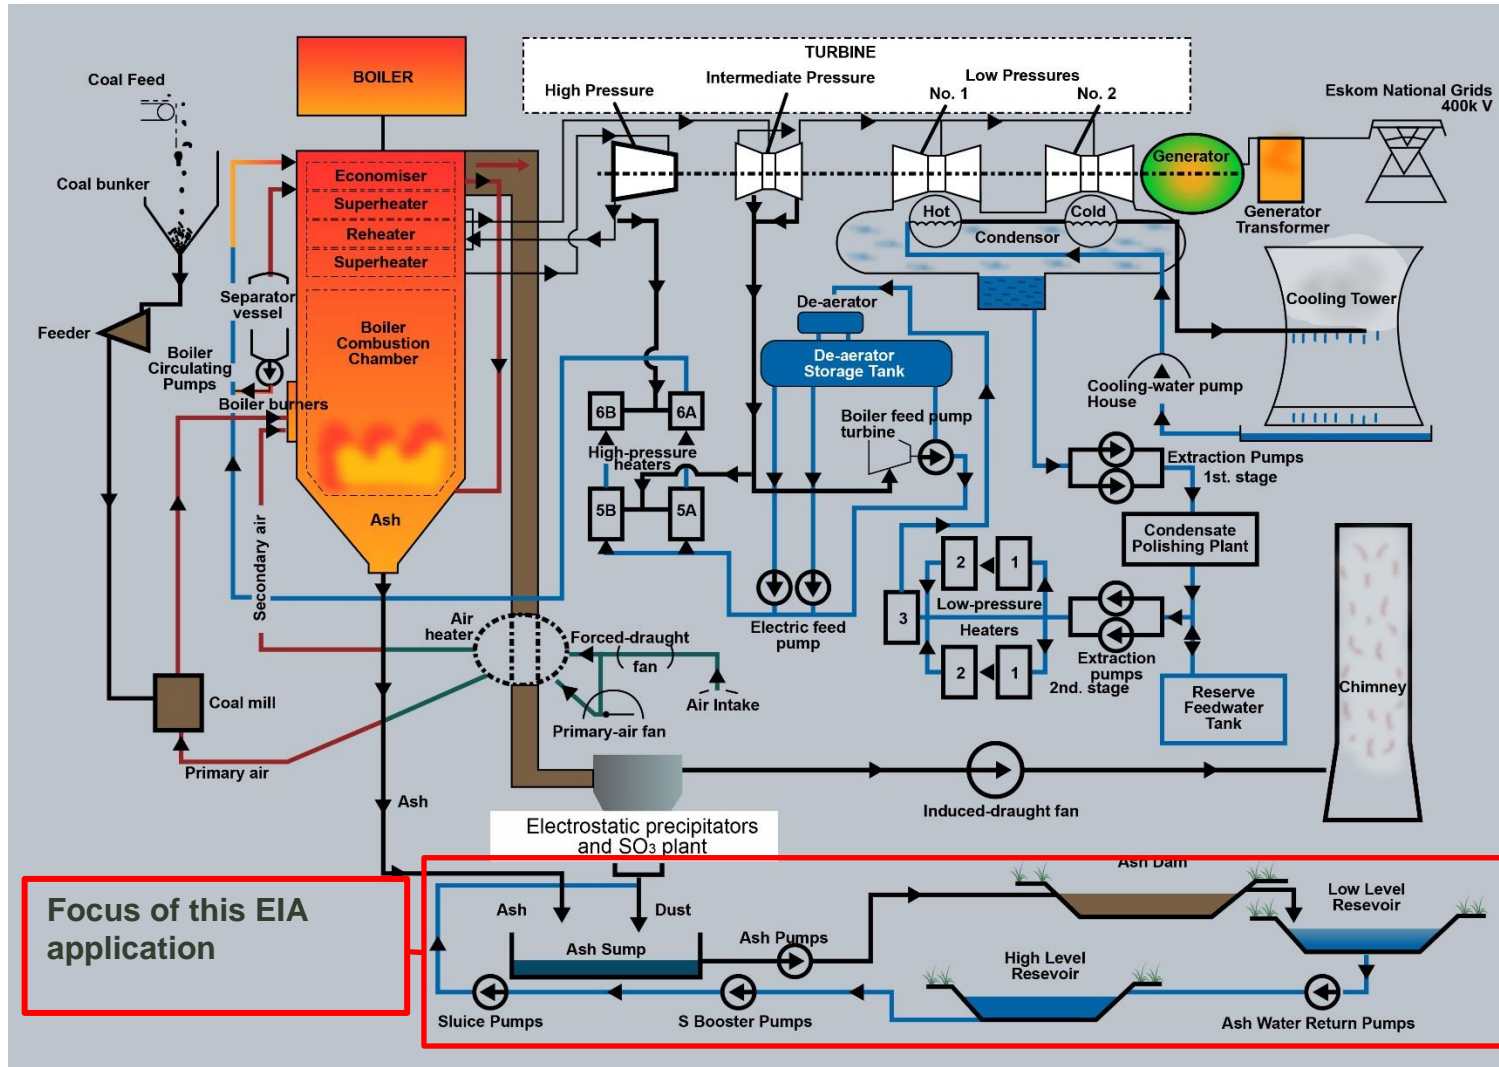 TURBINE
BOILER
Coal Feed
High Pressure
Intermediate Pressure
Low Pressures
No. 1
No. 2
Eskom National Grids
400k V
Coal bunker
Economiser
Superheater
Reheater
Superheater
Generator
Generator
Transformer
Hot
Cold
Condensor
Separator
vessel
Feeder
Boiler
Circulating
Pumps
Boiler burners
Boiler
Combustion
Chamber
De-aerator
De-aerator
Storage Tank
Cooling Tower
Cooling-water pump
House
6B
6A
High-pressure
heaters
5B
5A
Boiler feed pump
turbine
Extraction Pumps
1st. stage
Condensate
Polishing Plant
Ash
Secondary air
2
1
Low-pressure
3
Heaters
2
1
Electric feed
pump
Extraction
pumps
2nd. stage
Reserve
Feedwater
Tank
Air
heater
Forced-draught
fan
Air Intake
Primary-air fan
Coal mill
Primary air
Chimney
Ash
Induced-draught fan
Electrostatic precipitators
and SO3 plant
Focus of this EIA
application
Ash
Dust
Ash Sump
Ash Pumps
Ash Dam
Low Level
Resevoir
High Level
Resevoir
Sluice Pumps
S Booster Pumps
Ash Water Return Pumps